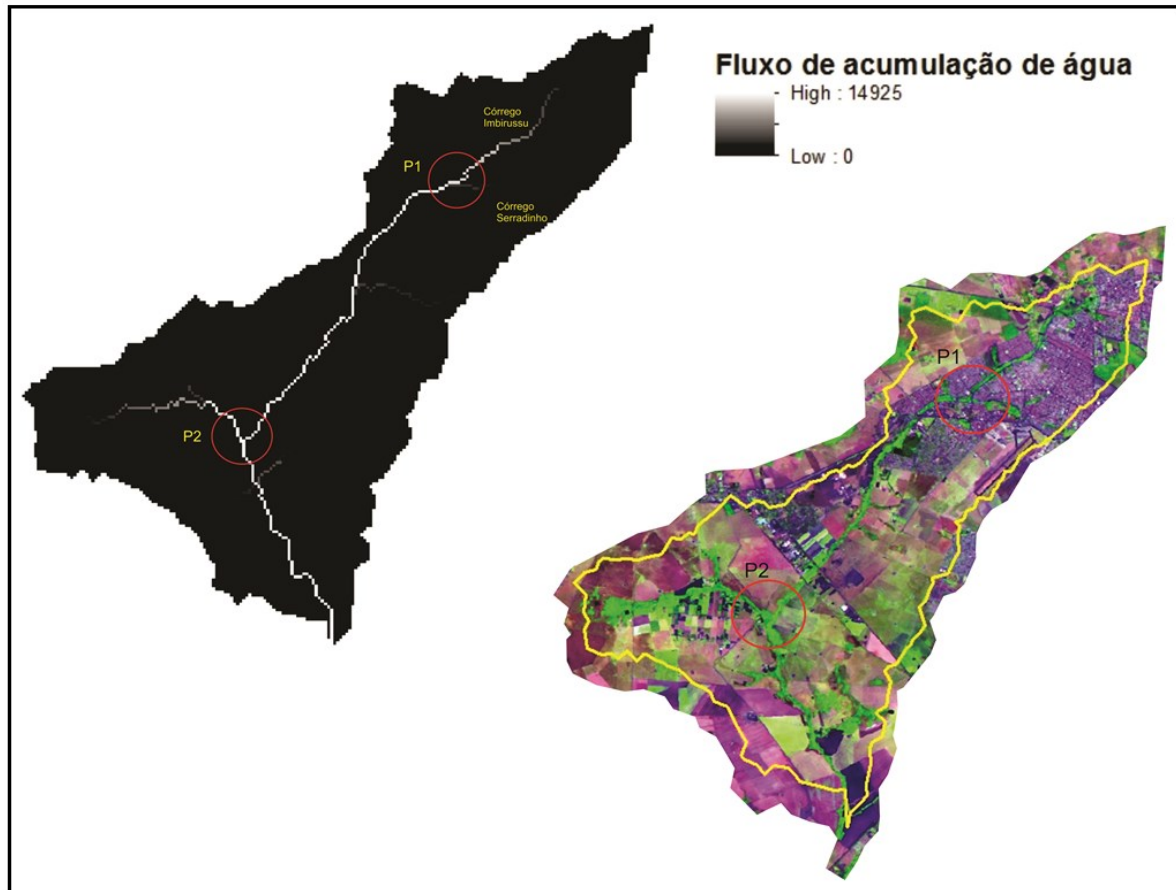 Fluxo de acumulação de água
High : 14925
Low : 0
Córrego
Imbirussu
P1
Córrego
Serradinho
P2
P1
P2